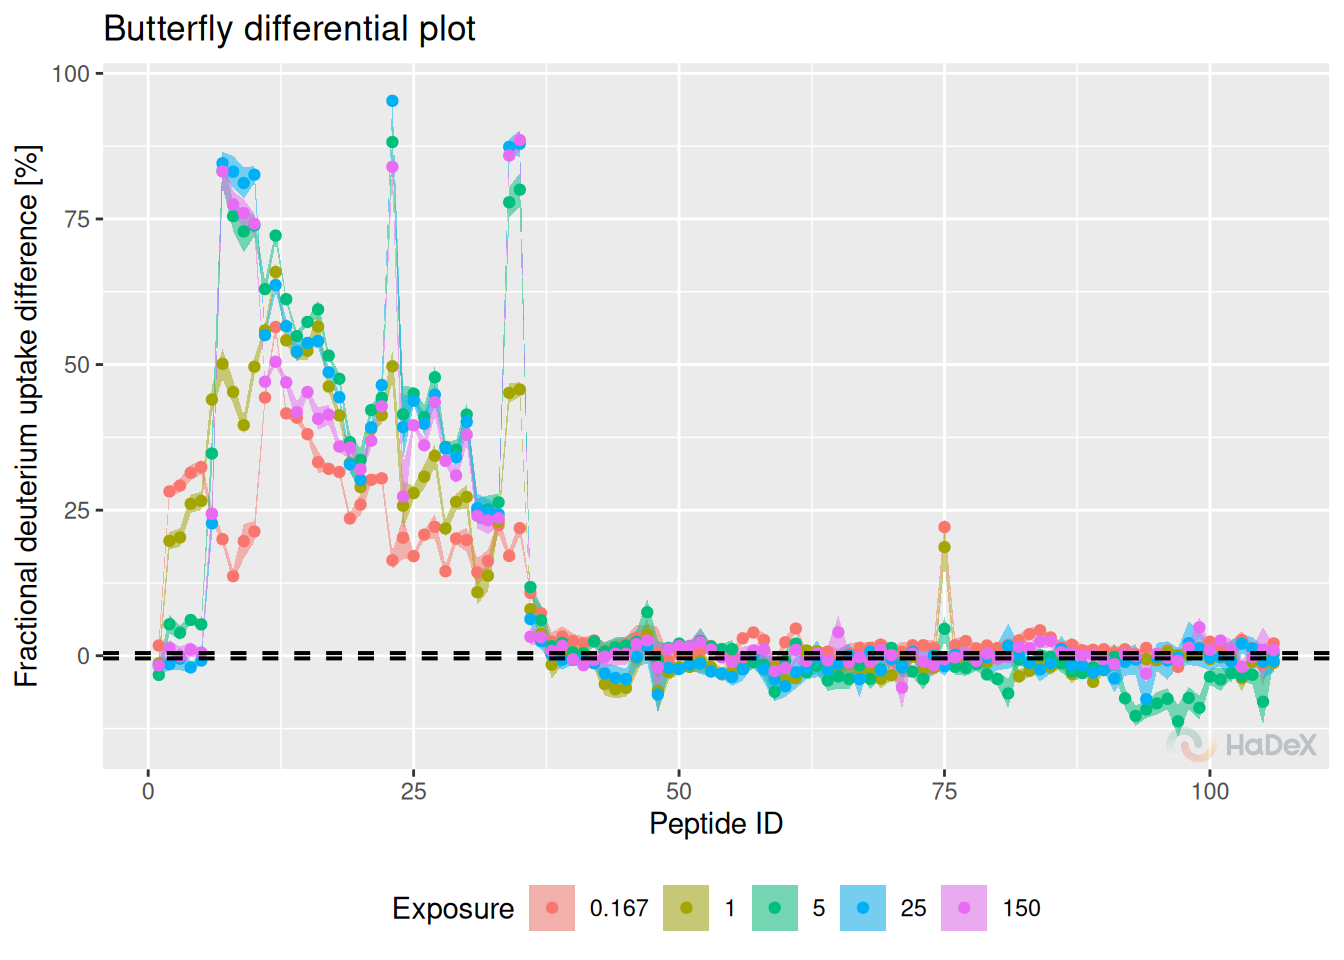 Butterfly differential plot
Fractional deuterium uptake difference [%]
100
75
50
25
0
0 25 50 75 100
Peptide ID
HaDeX
Exposure 0.167 1 5 25 150